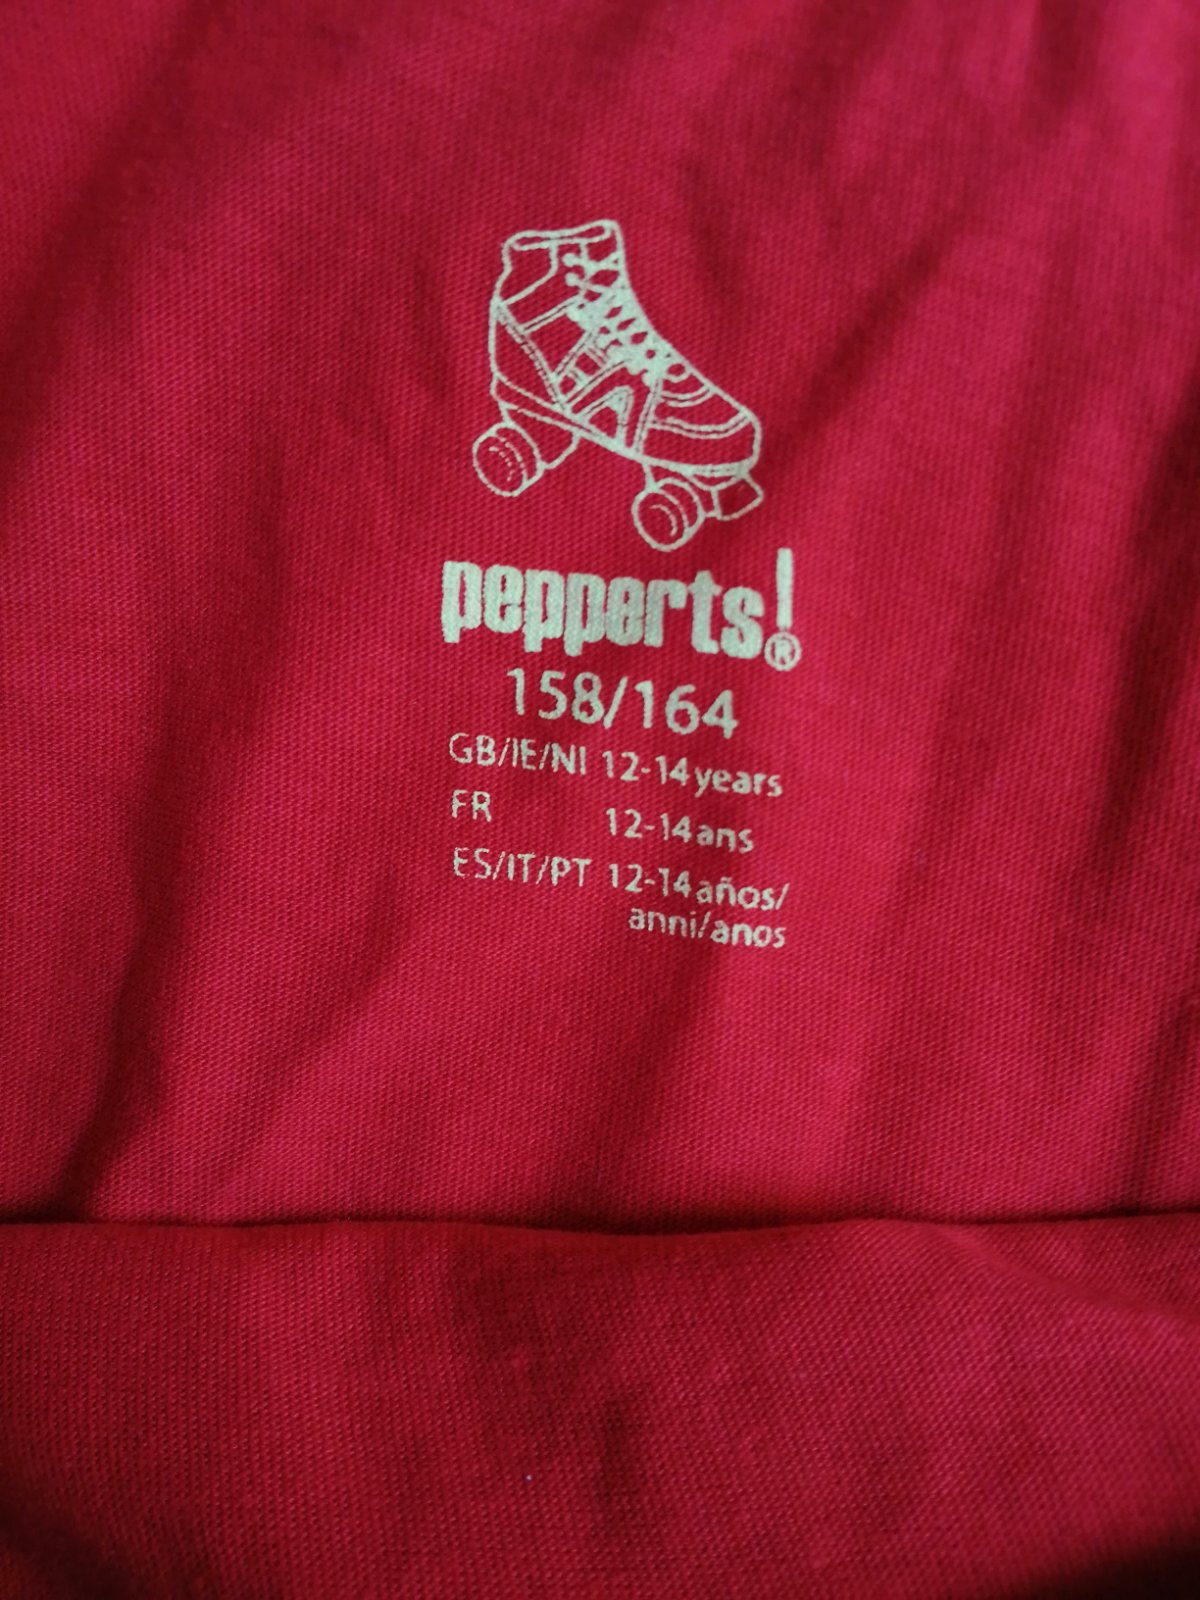 pepperts!®
158/164
GB/IE/NI 12-14 years
FR 12-14 ans
ES/IT/PT 12-14 años/
anni/anos